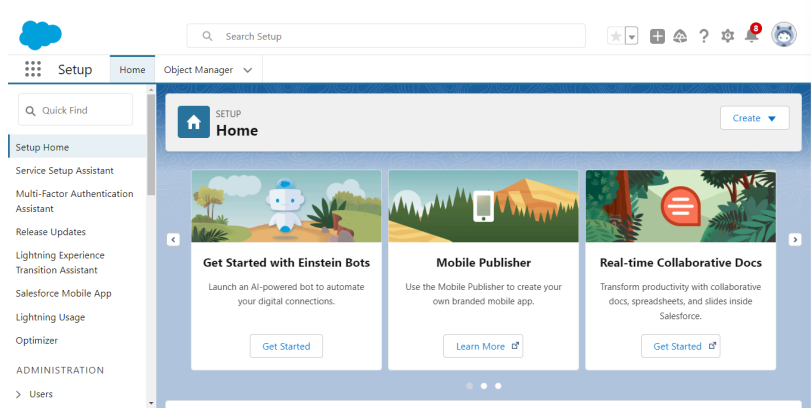 Search Setup
8
Setup
Home
Object Manager
Quick Find
Setup Home
Service Setup Assistant
Multi-Factor Authentication
Assistant
Release Updates
Lightning Experience
Transition Assistant
Salesforce Mobile App
Lightning Usage
Optimizer
ADMINISTRATION
Users
SETUP
Home
Create
Get Started with Einstein Bots
Launch an AI-powered bot to automate
your digital connections.
Get Started
Mobile Publisher
Use the Mobile Publisher to create your
own branded mobile app.
Learn More
Real-time Collaborative Docs
Transform productivity with collaborative
docs, spreadsheets, and slides inside
Salesforce.
Get Started